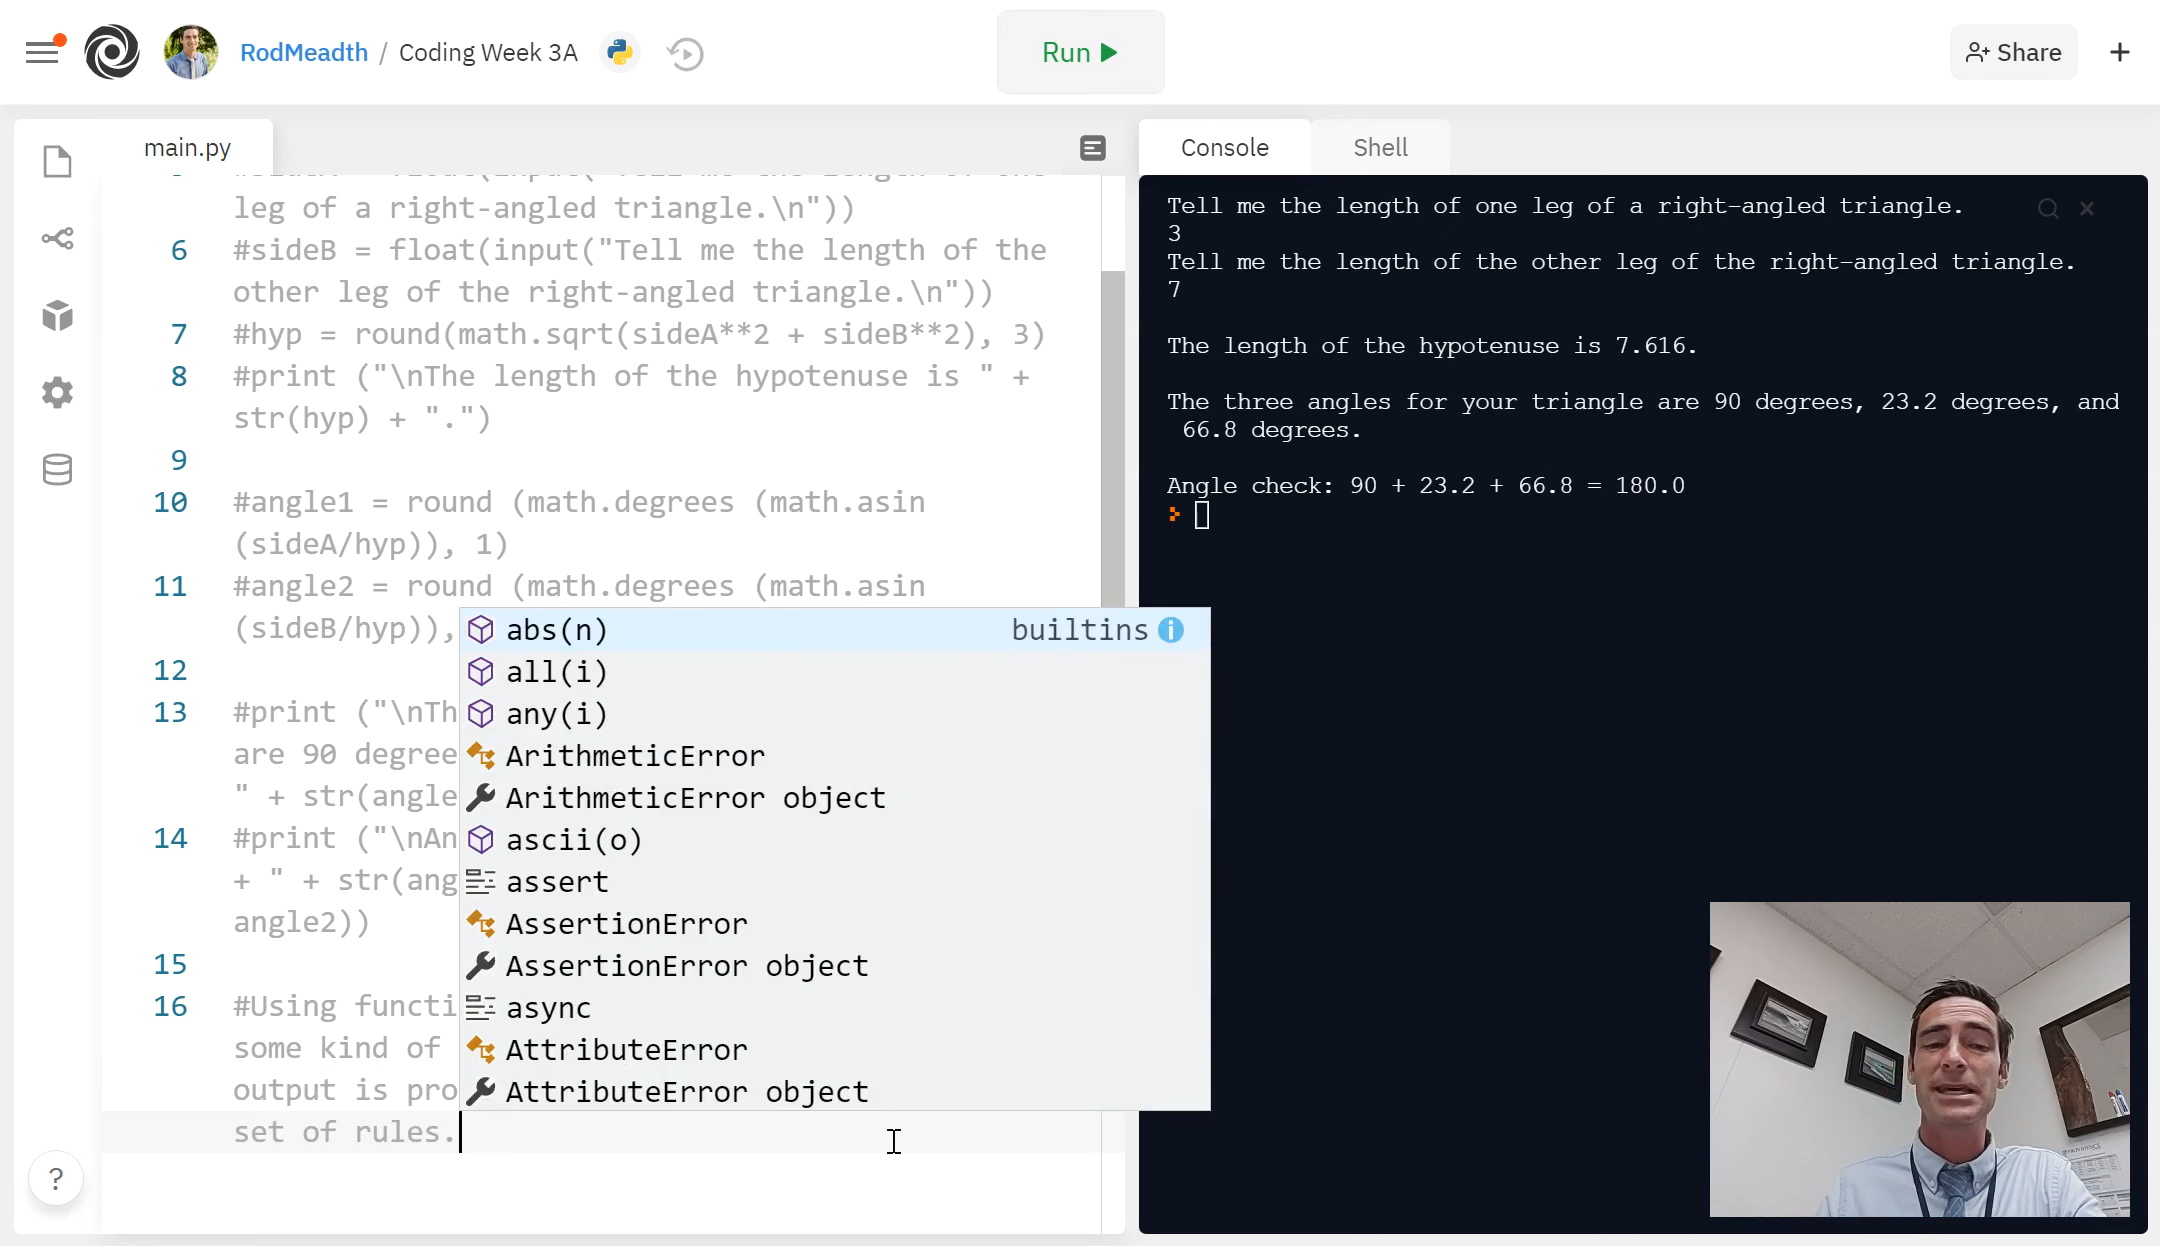 RodMeadth / Coding Week 3A
Run
Share
main.py
Console
Shell
leg of a right-angled triangle.\n"))
6 #sideB = float(input("Tell me the length of the
other leg of the right-angled triangle.\n"))
7 #hyp = round(math.sqrt(sideA**2 + sideB**2), 3)
8 #print ("\nThe length of the hypotenuse is " +
str(hyp) + ".")
9
10 #angle1 = round (math.degrees (math.asin
(sideA/hyp)), 1)
11 #angle2 = round (math.degrees (math.asin
(sideB/hyp)),
12
13 #print ("\nTh
are 90 degree
" + str(angle
14 #print ("\nAn
+ " + str(ang
angle2))
15
16 #Using functi
some kind of
output is pro
set of rules.
abs(n) builtins
all(i)
any(i)
ArithmeticError
ArithmeticError object
ascii(o)
assert
AssertionError
AssertionError object
async
AttributeError
AttributeError object
Tell me the length of one leg of a right-angled triangle.
3
Tell me the length of the other leg of the right-angled triangle.
7
The length of the hypotenuse is 7.616.
The three angles for your triangle are 90 degrees, 23.2 degrees, and
66.8 degrees.
Angle check: 90 + 23.2 + 66.8 = 180.0
?